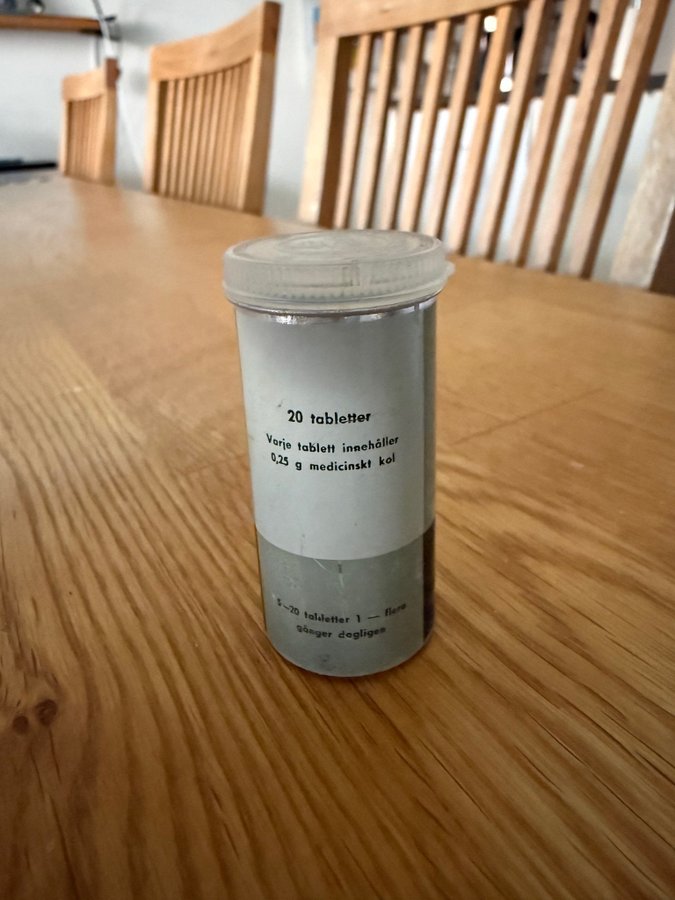 20 tabletter
Varje tablett innehåller
0,25 g medicinskt kol
5–20 tabletter 1 — flera
gånger dagligen